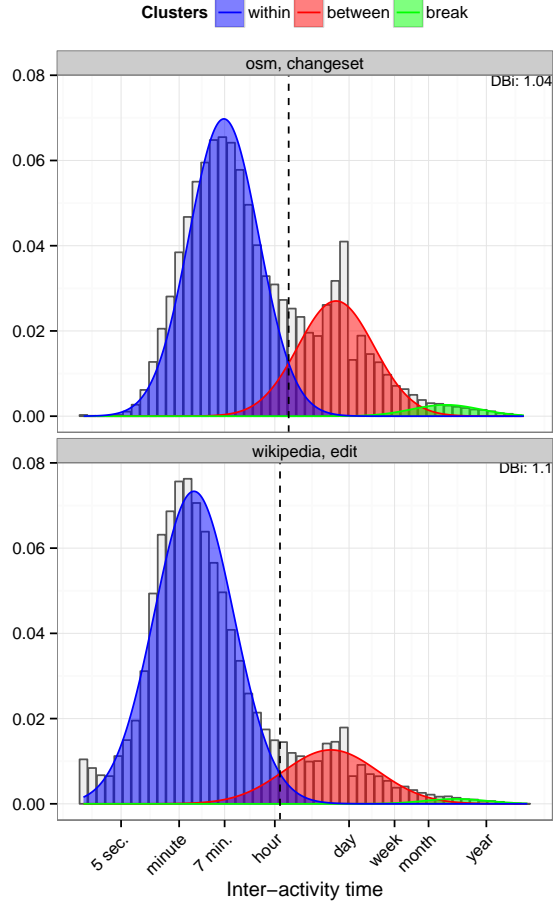 Clusters within between break
osm, changeset
DBi: 1.04
0.08
0.06
0.04
0.02
0.00
wikipedia, edit
DBi: 1.1
0.08
0.06
0.04
0.02
0.00
5 sec. minute 7 min. hour day week month year
Inter−activity time